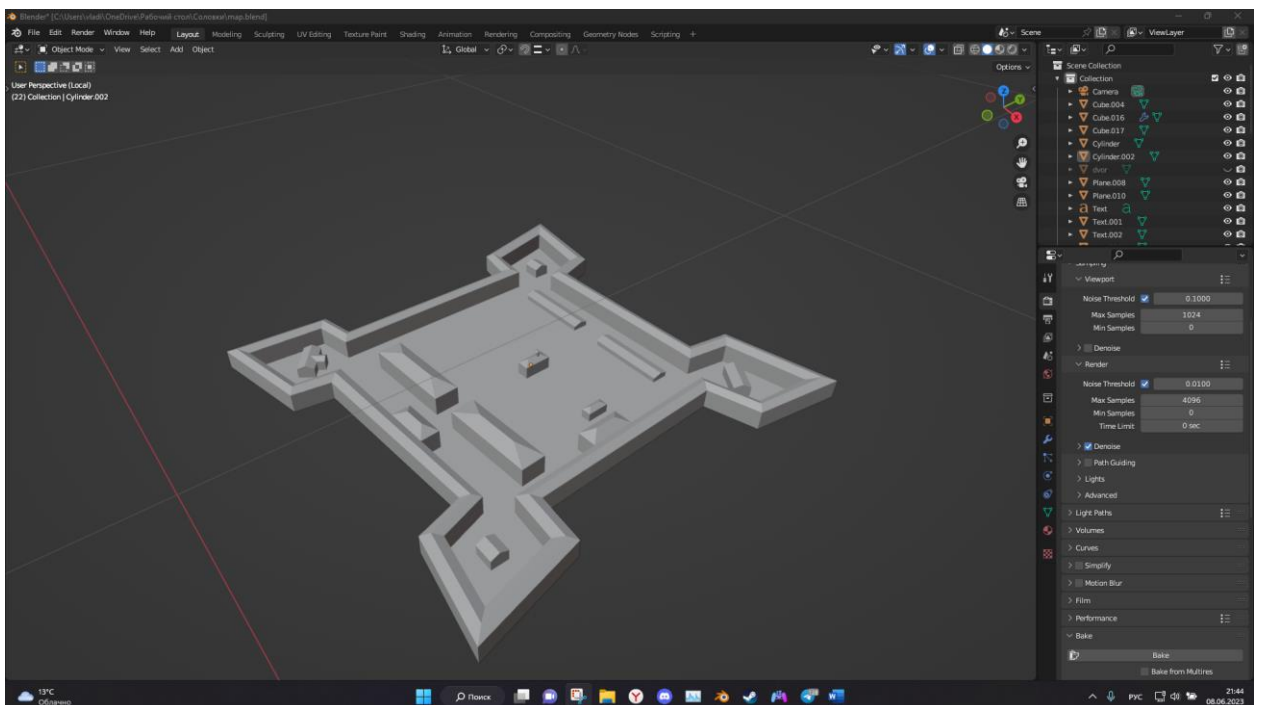 Blender* [C:\Users\vladi\OneDrive\Рабочий стол\Соловки\map.blend]
File Edit Render Window Help Layout Modeling Sculpting UV Editing Texture Paint Shading Animation Rendering Compositing Geometry Nodes Scripting + Scene ViewLayer
Object Mode View Select Add Object Global
Options
User Perspective (Local)
(22) Collection | Cylinder.002
Z
Y
X
Scene Collection
Collection
Camera
Cube.004
Cube.016
Cube.017
Cylinder
Cylinder.002
dvor
Plane.008
Plane.010
Text
Text.001
Text.002
Sampling
Viewport
Noise Threshold 0.1000
Max Samples 1024
Min Samples 0
Denoise
Render
Noise Threshold 0.0100
Max Samples 4096
Min Samples 0
Time Limit 0 sec
Denoise
Path Guiding
Lights
Advanced
Light Paths
Volumes
Curves
Simplify
Motion Blur
Film
Performance
Bake
Bake
Bake from Multires
13°C
Облачно
Поиск
РУС
21:44
08.06.2023